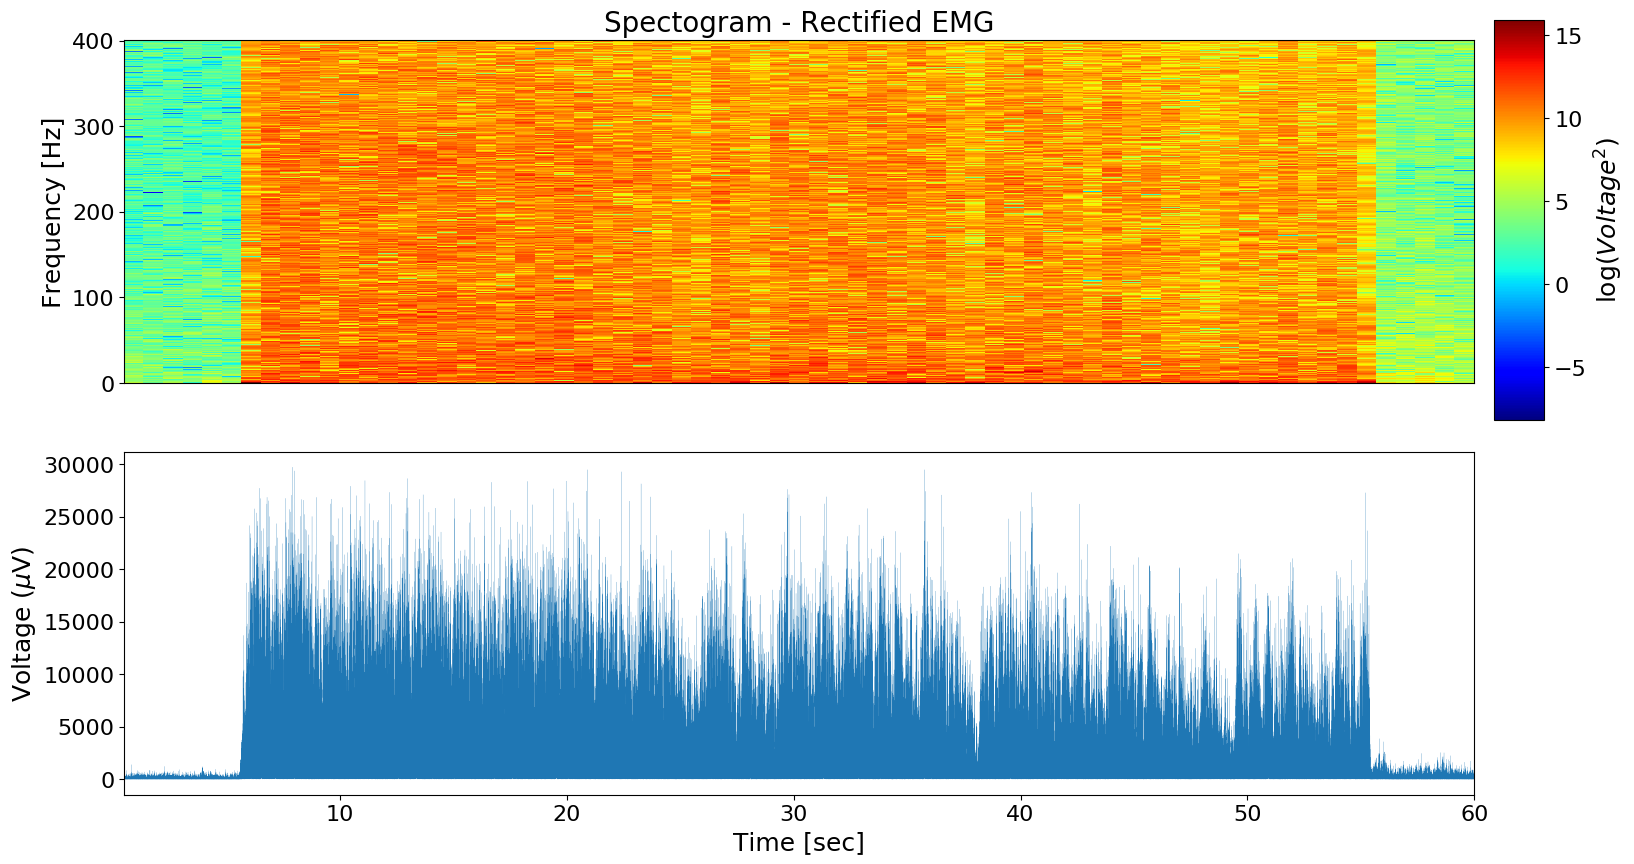 Spectogram - Rectified EMG
400
300
200
100
0
Frequency [Hz]
15
10
5
0
−5
log(Voltage²)
30000
25000
20000
15000
10000
5000
0
Voltage (μV)
10 20 30 40 50 60
Time [sec]